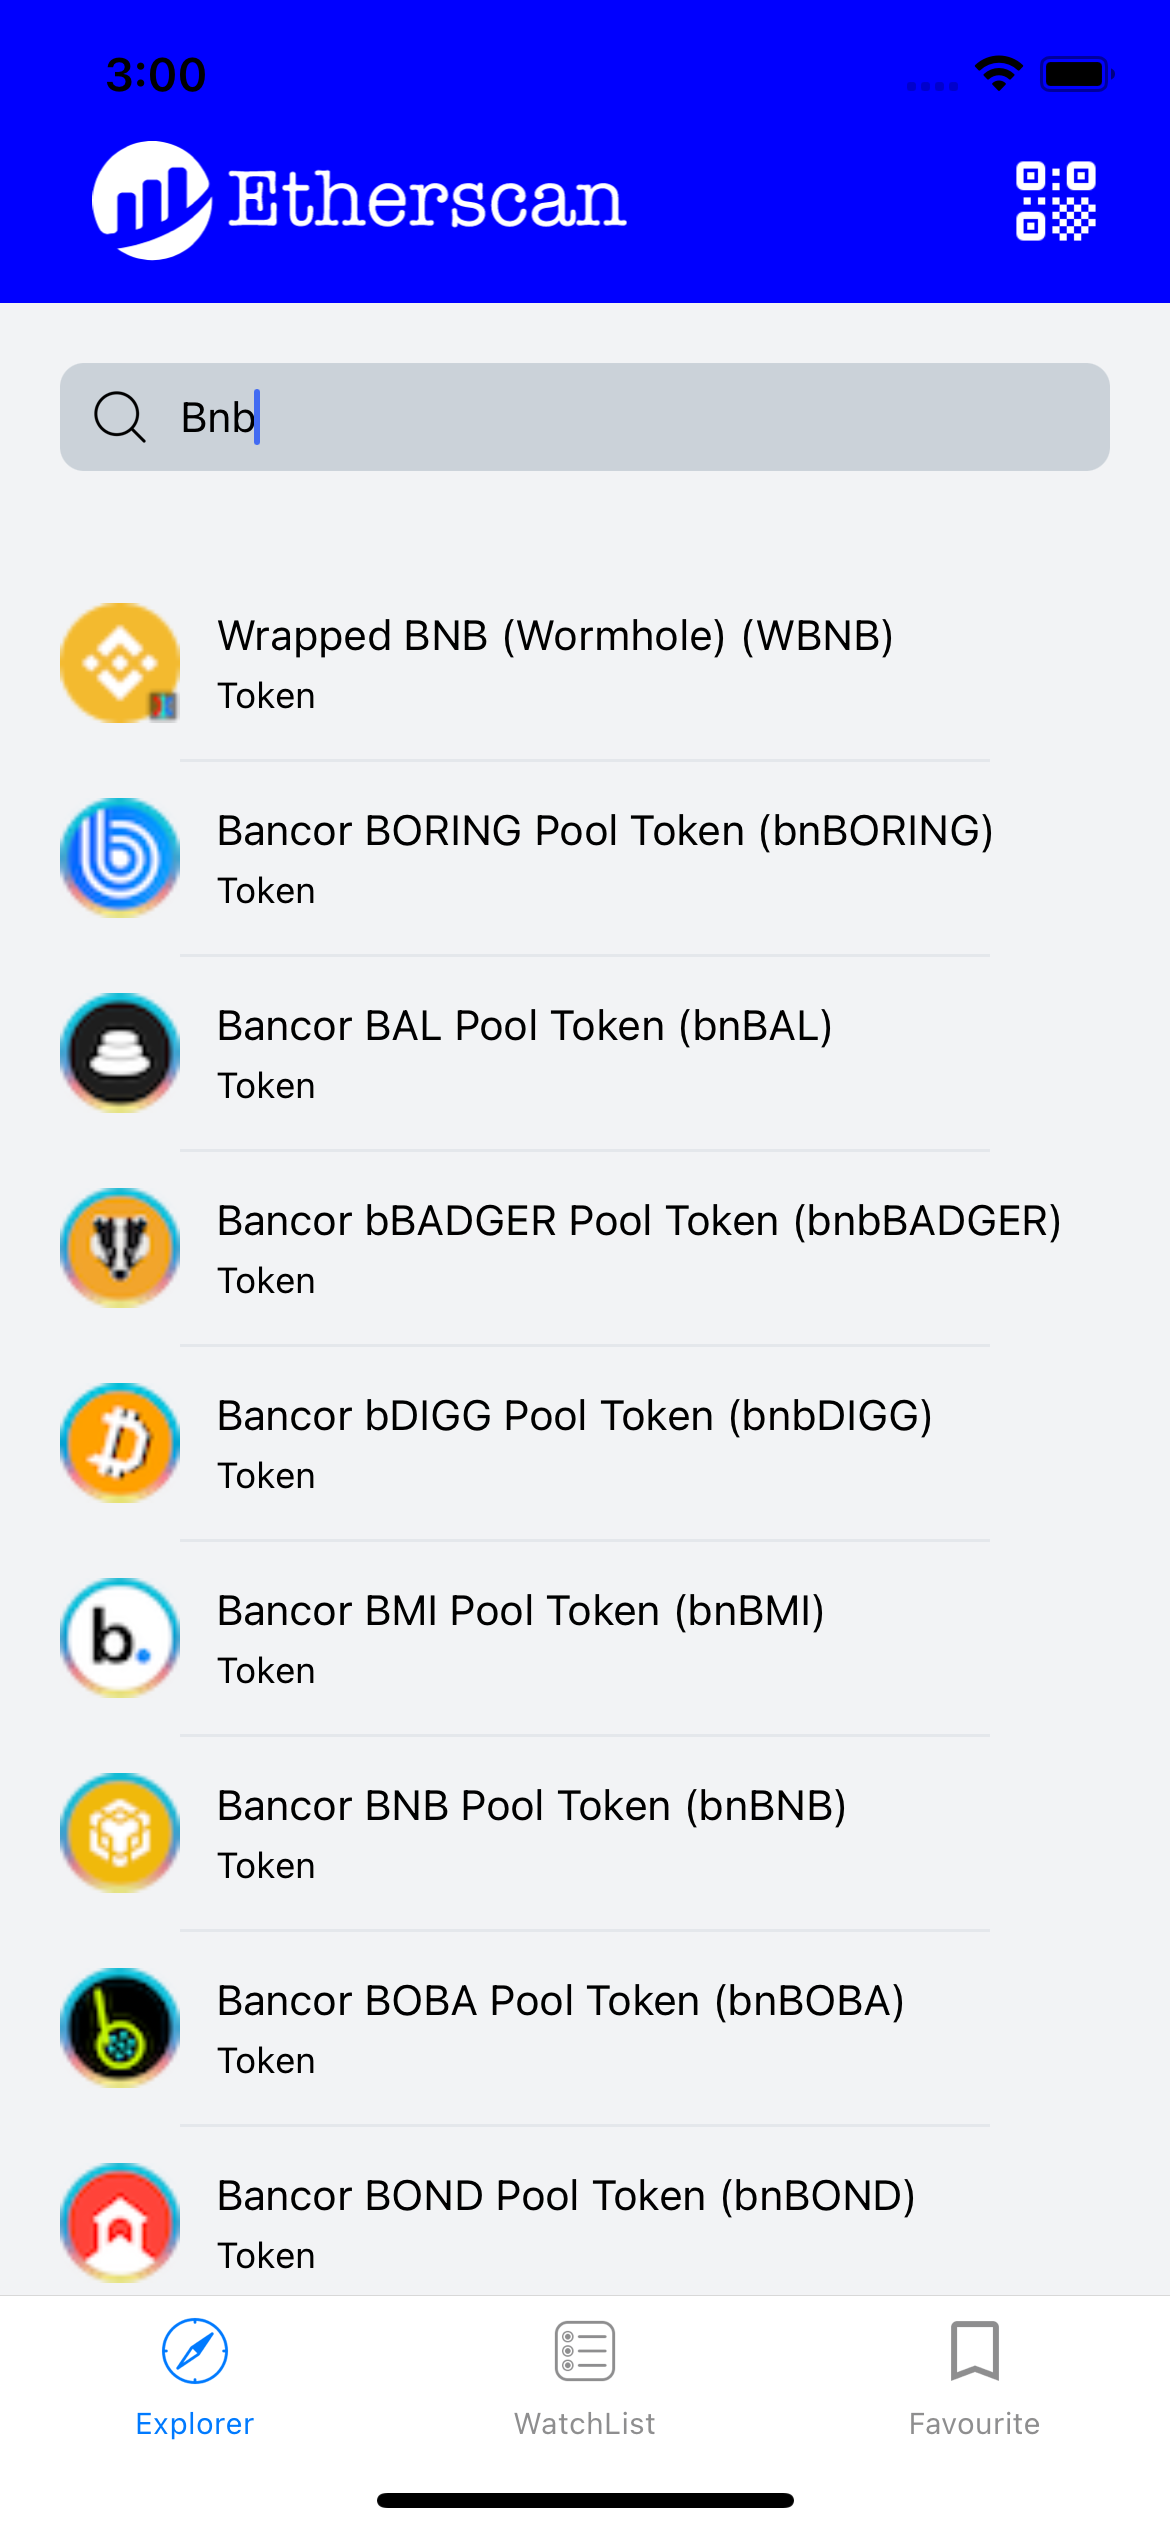 3:00
Etherscan
Bnb
Wrapped BNB (Wormhole) (WBNB)
Token
Bancor BORING Pool Token (bnBORING)
Token
Bancor BAL Pool Token (bnBAL)
Token
Bancor bBADGER Pool Token (bnbBADGER)
Token
Bancor bDIGG Pool Token (bnbDIGG)
Token
Bancor BMI Pool Token (bnBMI)
Token
Bancor BNB Pool Token (bnBNB)
Token
Bancor BOBA Pool Token (bnBOBA)
Token
Bancor BOND Pool Token (bnBOND)
Token
Explorer
WatchList
Favourite